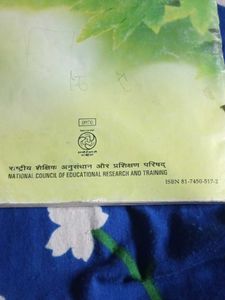 राष्ट्रीय शैक्षिक अनुसंधान और प्रशिक्षण परिषद्
NATIONAL COUNCIL OF EDUCATIONAL RESEARCH AND TRAINING
ISBN 81-7450-517-2